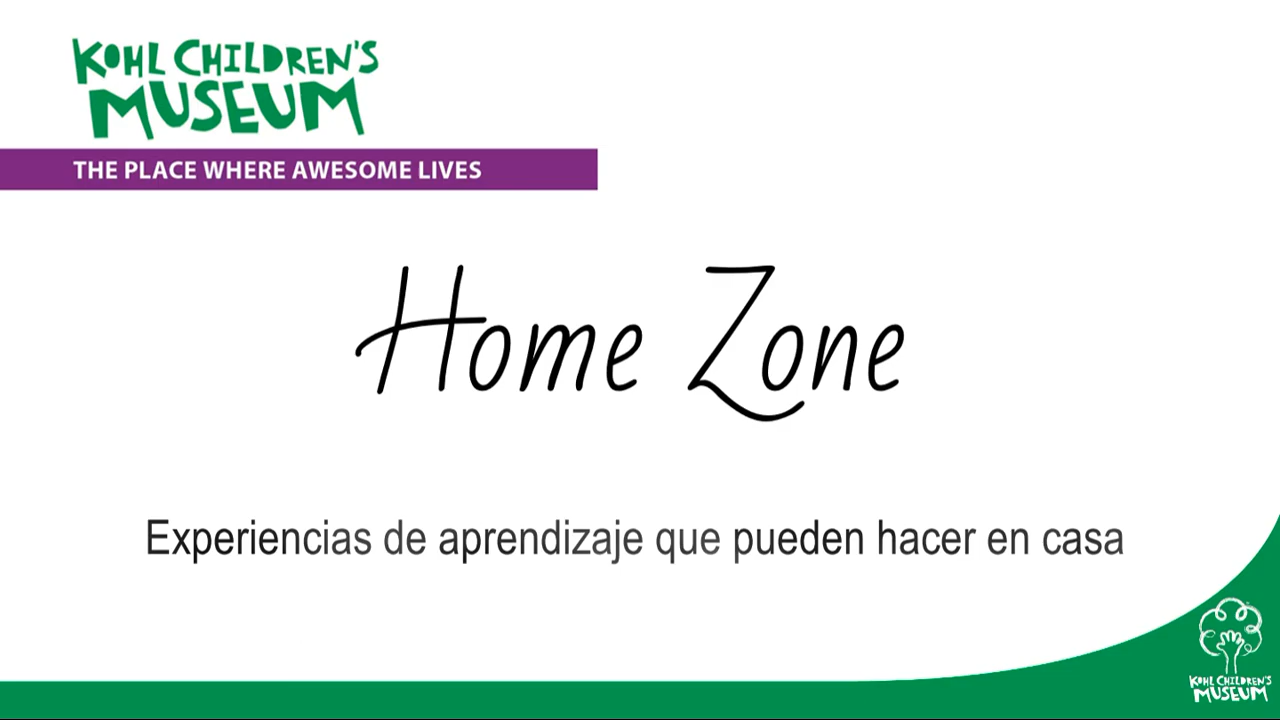 KOHL CHILDREN'S
MUSEUM
THE PLACE WHERE AWESOME LIVES
Home Zone
Experiencias de aprendizaje que pueden hacer en casa
KOHL CHILDREN'S
MUSEUM